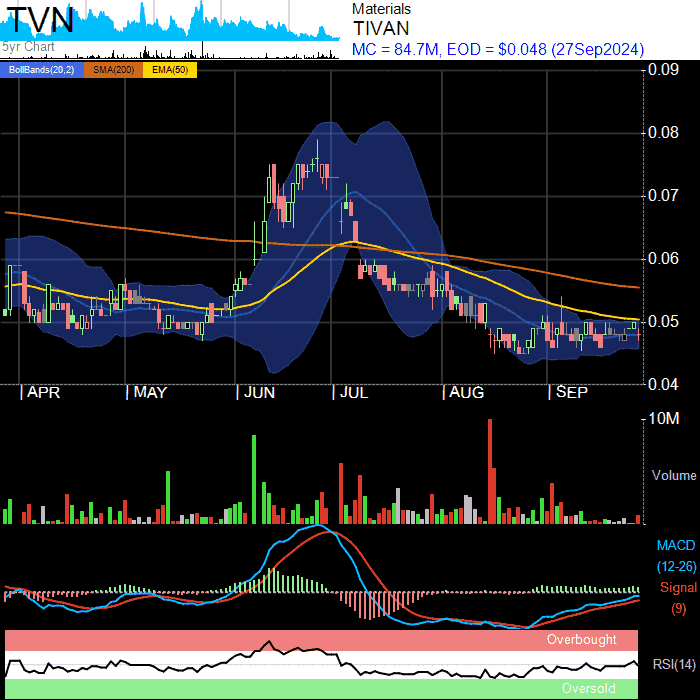 TVN
5yr Chart
Materials
TIVAN
MC = 84.7M, EOD = $0.048 (27Sep2024)
BollBands(20,2) SMA(200) EMA(50)
0.09
0.08
0.07
0.06
0.05
0.04
APR MAY JUN JUL AUG SEP
10M
Volume
MACD
(12-26)
Signal
(9)
Overbought
RSI(14)
Oversold